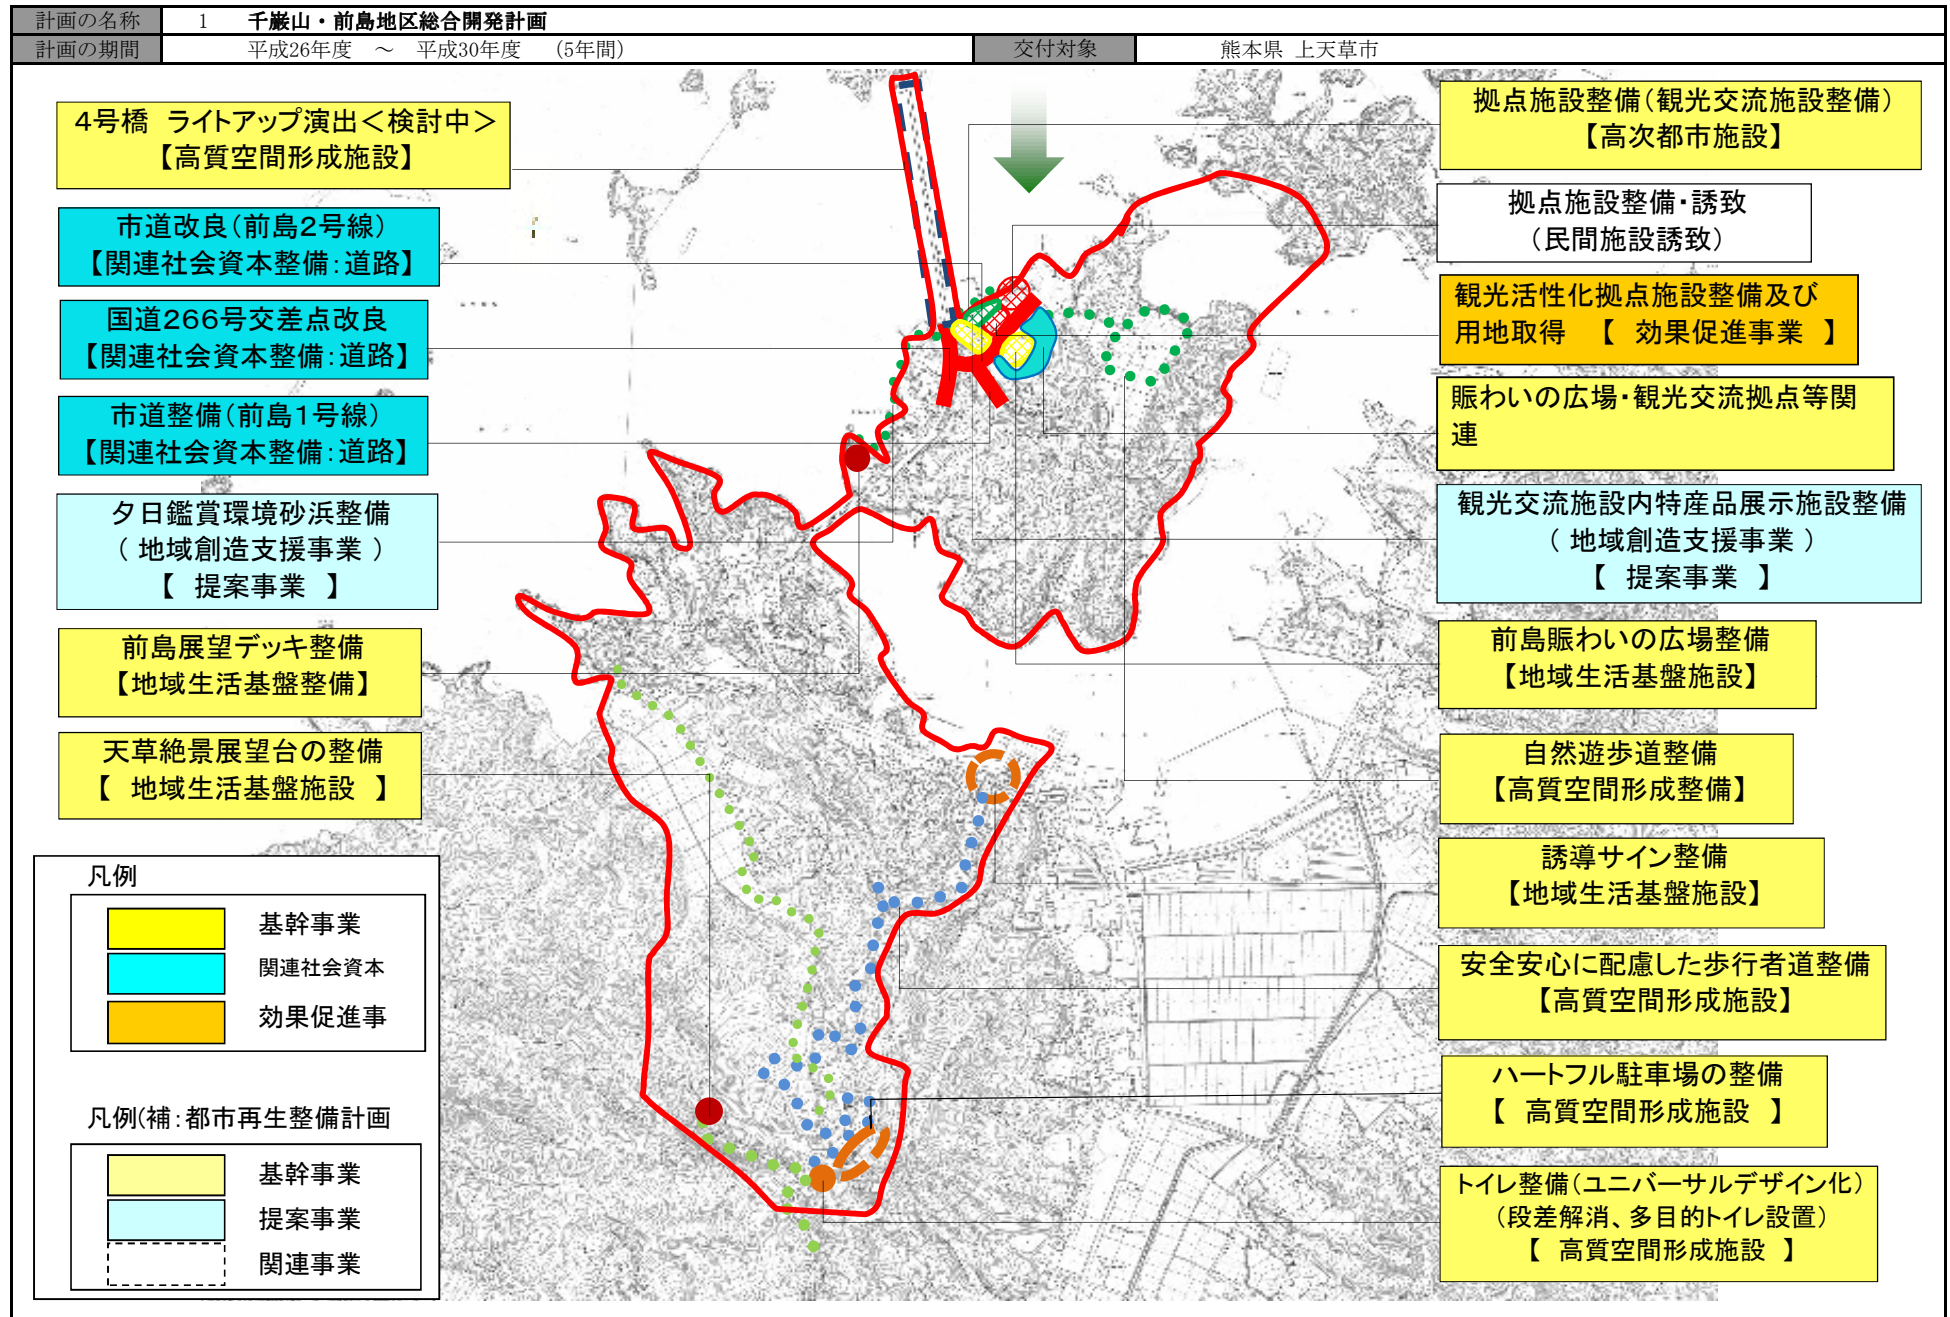 計画の名称 1 千巌山・前島地区総合開発計画
計画の期間 平成26年度 ～ 平成30年度 (5年間) 交付対象 熊本県 上天草市
4号橋 ライトアップ演出＜検討中＞
【高質空間形成施設】
市道改良(前島2号線)
【関連社会資本整備:道路】
国道266号交差点改良
【関連社会資本整備:道路】
市道整備(前島1号線)
【関連社会資本整備:道路】
夕日鑑賞環境砂浜整備
( 地域創造支援事業 )
【 提案事業 】
前島展望デッキ整備
【地域生活基盤整備】
天草絶景展望台の整備
【 地域生活基盤施設 】
凡例
基幹事業
関連社会資本
効果促進事
凡例(補:都市再生整備計画
基幹事業
提案事業
関連事業
拠点施設整備(観光交流施設整備)
【高次都市施設】
拠点施設整備・誘致
(民間施設誘致)
観光活性化拠点施設整備及び
用地取得 【 効果促進事業 】
賑わいの広場・観光交流拠点等関
連
観光交流施設内特産品展示施設整備
( 地域創造支援事業 )
【 提案事業 】
前島賑わいの広場整備
【地域生活基盤施設】
自然遊歩道整備
【高質空間形成整備】
誘導サイン整備
【地域生活基盤施設】
安全安心に配慮した歩行者道整備
【高質空間形成施設】
ハートフル駐車場の整備
【 高質空間形成施設 】
トイレ整備(ユニバーサルデザイン化)
(段差解消、多目的トイレ設置)
【 高質空間形成施設 】